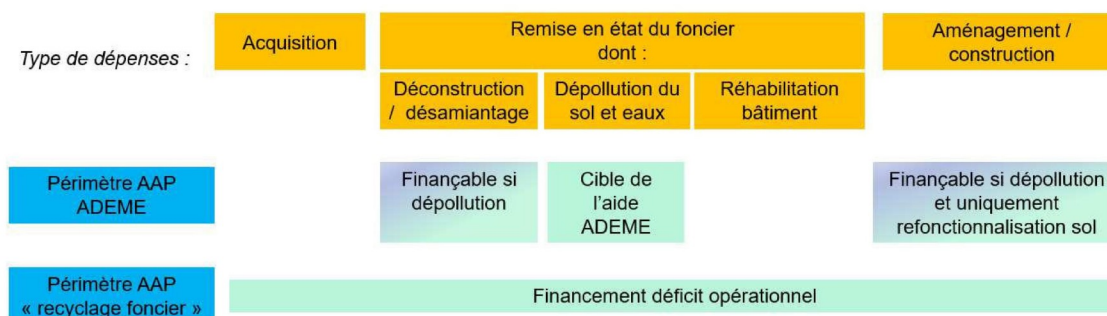 Type de dépenses :
Acquisition
Remise en état du foncier
dont :
Aménagement /
construction
Déconstruction
/ désamiantage
Dépollution du
sol et eaux
Réhabilitation
bâtiment
Périmètre AAP
ADEME
Finançable si
dépollution
Cible de
l'aide
ADEME
Finançable si dépollution
et uniquement
refonctionnalisation sol
Périmètre AAP
« recyclage foncier »
Financement déficit opérationnel